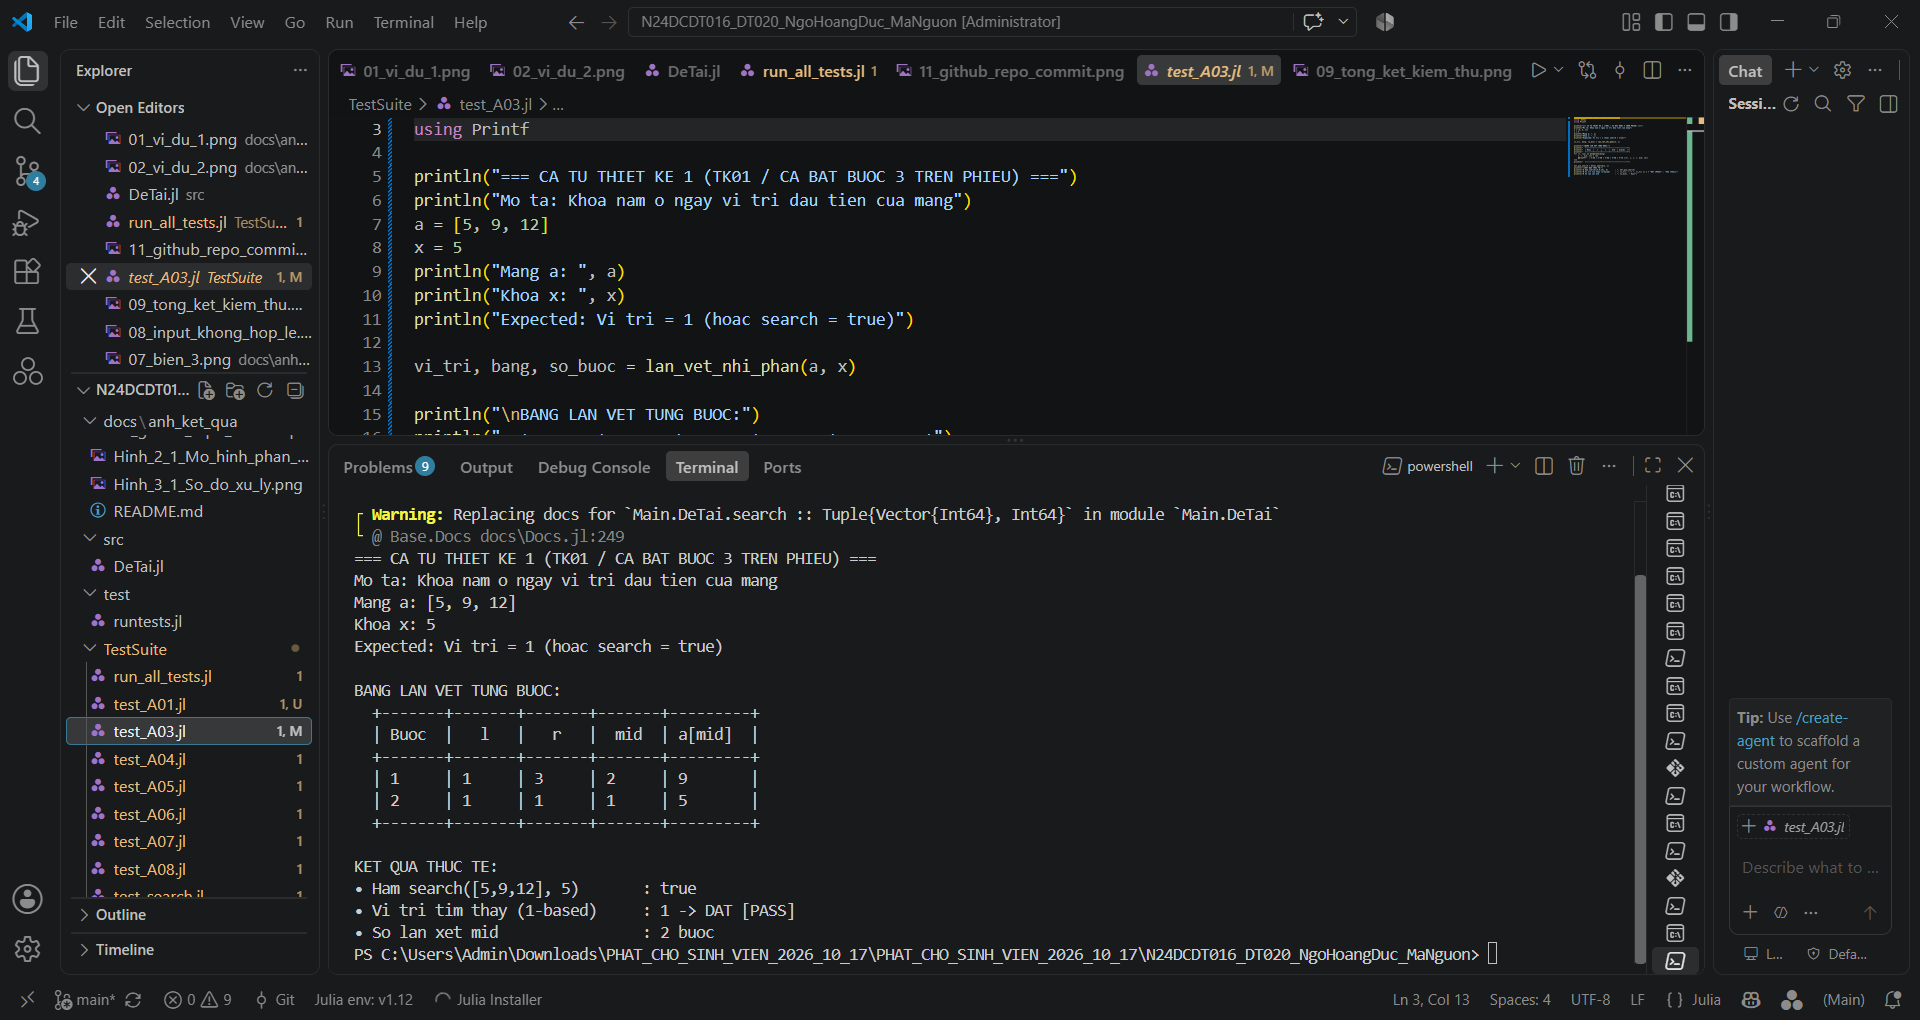 File Edit Selection View Go Run Terminal Help
N24DCDT016_DT020_NgoHoangDuc_MaNguon [Administrator]
Explorer
Open Editors
01_vi_du_1.png docs\an...
02_vi_du_2.png docs\an...
DeTai.jl src
run_all_tests.jl TestSu... 1
11_github_repo_commi...
test_A03.jl TestSuite 1, M
09_tong_ket_kiem_thu....
08_input_khong_hop_le....
07_bien_3.png docs\anh...
N24DCDT01...
docs\anh_ket_qua
Hinh_2_1_Mo_hinh_phan_...
Hinh_3_1_So_do_xu_ly.png
README.md
src
DeTai.jl
test
runtests.jl
TestSuite
run_all_tests.jl 1
test_A01.jl 1, U
test_A03.jl 1, M
test_A04.jl 1
test_A05.jl 1
test_A06.jl 1
test_A07.jl 1
test_A08.jl 1
test_search.jl 1
Outline
Timeline
4
01_vi_du_1.png 02_vi_du_2.png DeTai.jl run_all_tests.jl 1 11_github_repo_commit.png test_A03.jl 1, M 09_tong_ket_kiem_thu.png
TestSuite > test_A03.jl > ...
3 using Printf
4
5 println("=== CA TU THIET KE 1 (TK01 / CA BAT BUOC 3 TREN PHIEU) ===")
6 println("Mo ta: Khoa nam o ngay vi tri dau tien cua mang")
7 a = [5, 9, 12]
8 x = 5
9 println("Mang a: ", a)
10 println("Khoa x: ", x)
11 println("Expected: Vi tri = 1 (hoac search = true)")
12
13 vi_tri, bang, so_buoc = lan_vet_nhi_phan(a, x)
14
15 println("\nBANG LAN VET TUNG BUOC:")
Problems 9 Output Debug Console Terminal Ports
powershell
Warning: Replacing docs for `Main.DeTai.search :: Tuple{Vector{Int64}, Int64}` in module `Main.DeTai`
@ Base.Docs docs\Docs.jl:249
=== CA TU THIET KE 1 (TK01 / CA BAT BUOC 3 TREN PHIEU) ===
Mo ta: Khoa nam o ngay vi tri dau tien cua mang
Mang a: [5, 9, 12]
Khoa x: 5
Expected: Vi tri = 1 (hoac search = true)
BANG LAN VET TUNG BUOC:
+-------+-------+-------+-------+---------+
| Buoc | l | r | mid | a[mid] |
+-------+-------+-------+-------+---------+
| 1 | 1 | 3 | 2 | 9 |
| 2 | 1 | 1 | 1 | 5 |
+-------+-------+-------+-------+---------+
KET QUA THUC TE:
• Ham search([5,9,12], 5) : true
• Vi tri tim thay (1-based) : 1 -> DAT [PASS]
• So lan xet mid : 2 buoc
PS C:\Users\Admin\Downloads\PHAT_CHO_SINH_VIEN_2026_10_17\PHAT_CHO_SINH_VIEN_2026_10_17\N24DCDT016_DT020_NgoHoangDuc_MaNguon>
Chat
Sessi...
Tip: Use /create-
agent to scaffold a
custom agent for
your workflow.
test_A03.jl
Describe what to ...
L... Defa...
main* 0 9 Git Julia env: v1.12 Julia Installer
Ln 3, Col 13 Spaces: 4 UTF-8 LF { } Julia (Main)